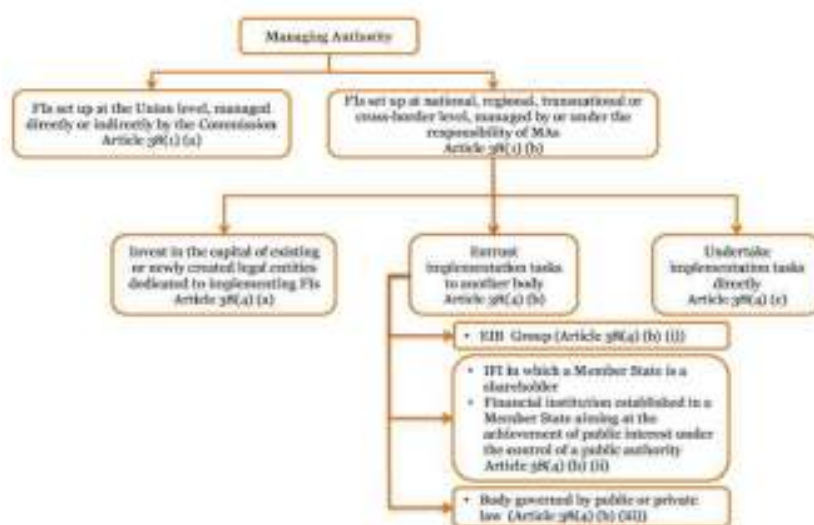 Managing Authority
FIs set up at the Union level, managed
directly or indirectly by the Commission
Article 38(1) (a)
FIs set up at national, regional, transnational or
cross-border level, managed by or under the
responsibility of MAs
Article 38(1) (b)
Invest in the capital of existing
or newly created legal entities
dedicated to implementing FIs
Article 38(4) (a)
Entrust
implementation tasks
to another body
Article 38(4) (b)
Undertake
implementation tasks
directly
Article 38(4) (c)
• EIB Group (Article 38(4) (b) (i))
• IFI in which a Member State is a
shareholder
• Financial institution established in a
Member State aiming at the
achievement of public interest under
the control of a public authority
Article 38(4) (b) (ii)
• Body governed by public or private
law (Article 38(4) (b) (iii))